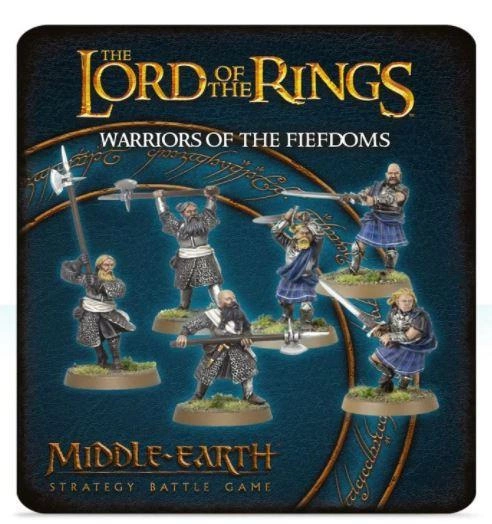 THE LORD OF THE RINGS
WARRIORS OF THE FIEFDOMS
MIDDLE-EARTH
STRATEGY BATTLE GAME